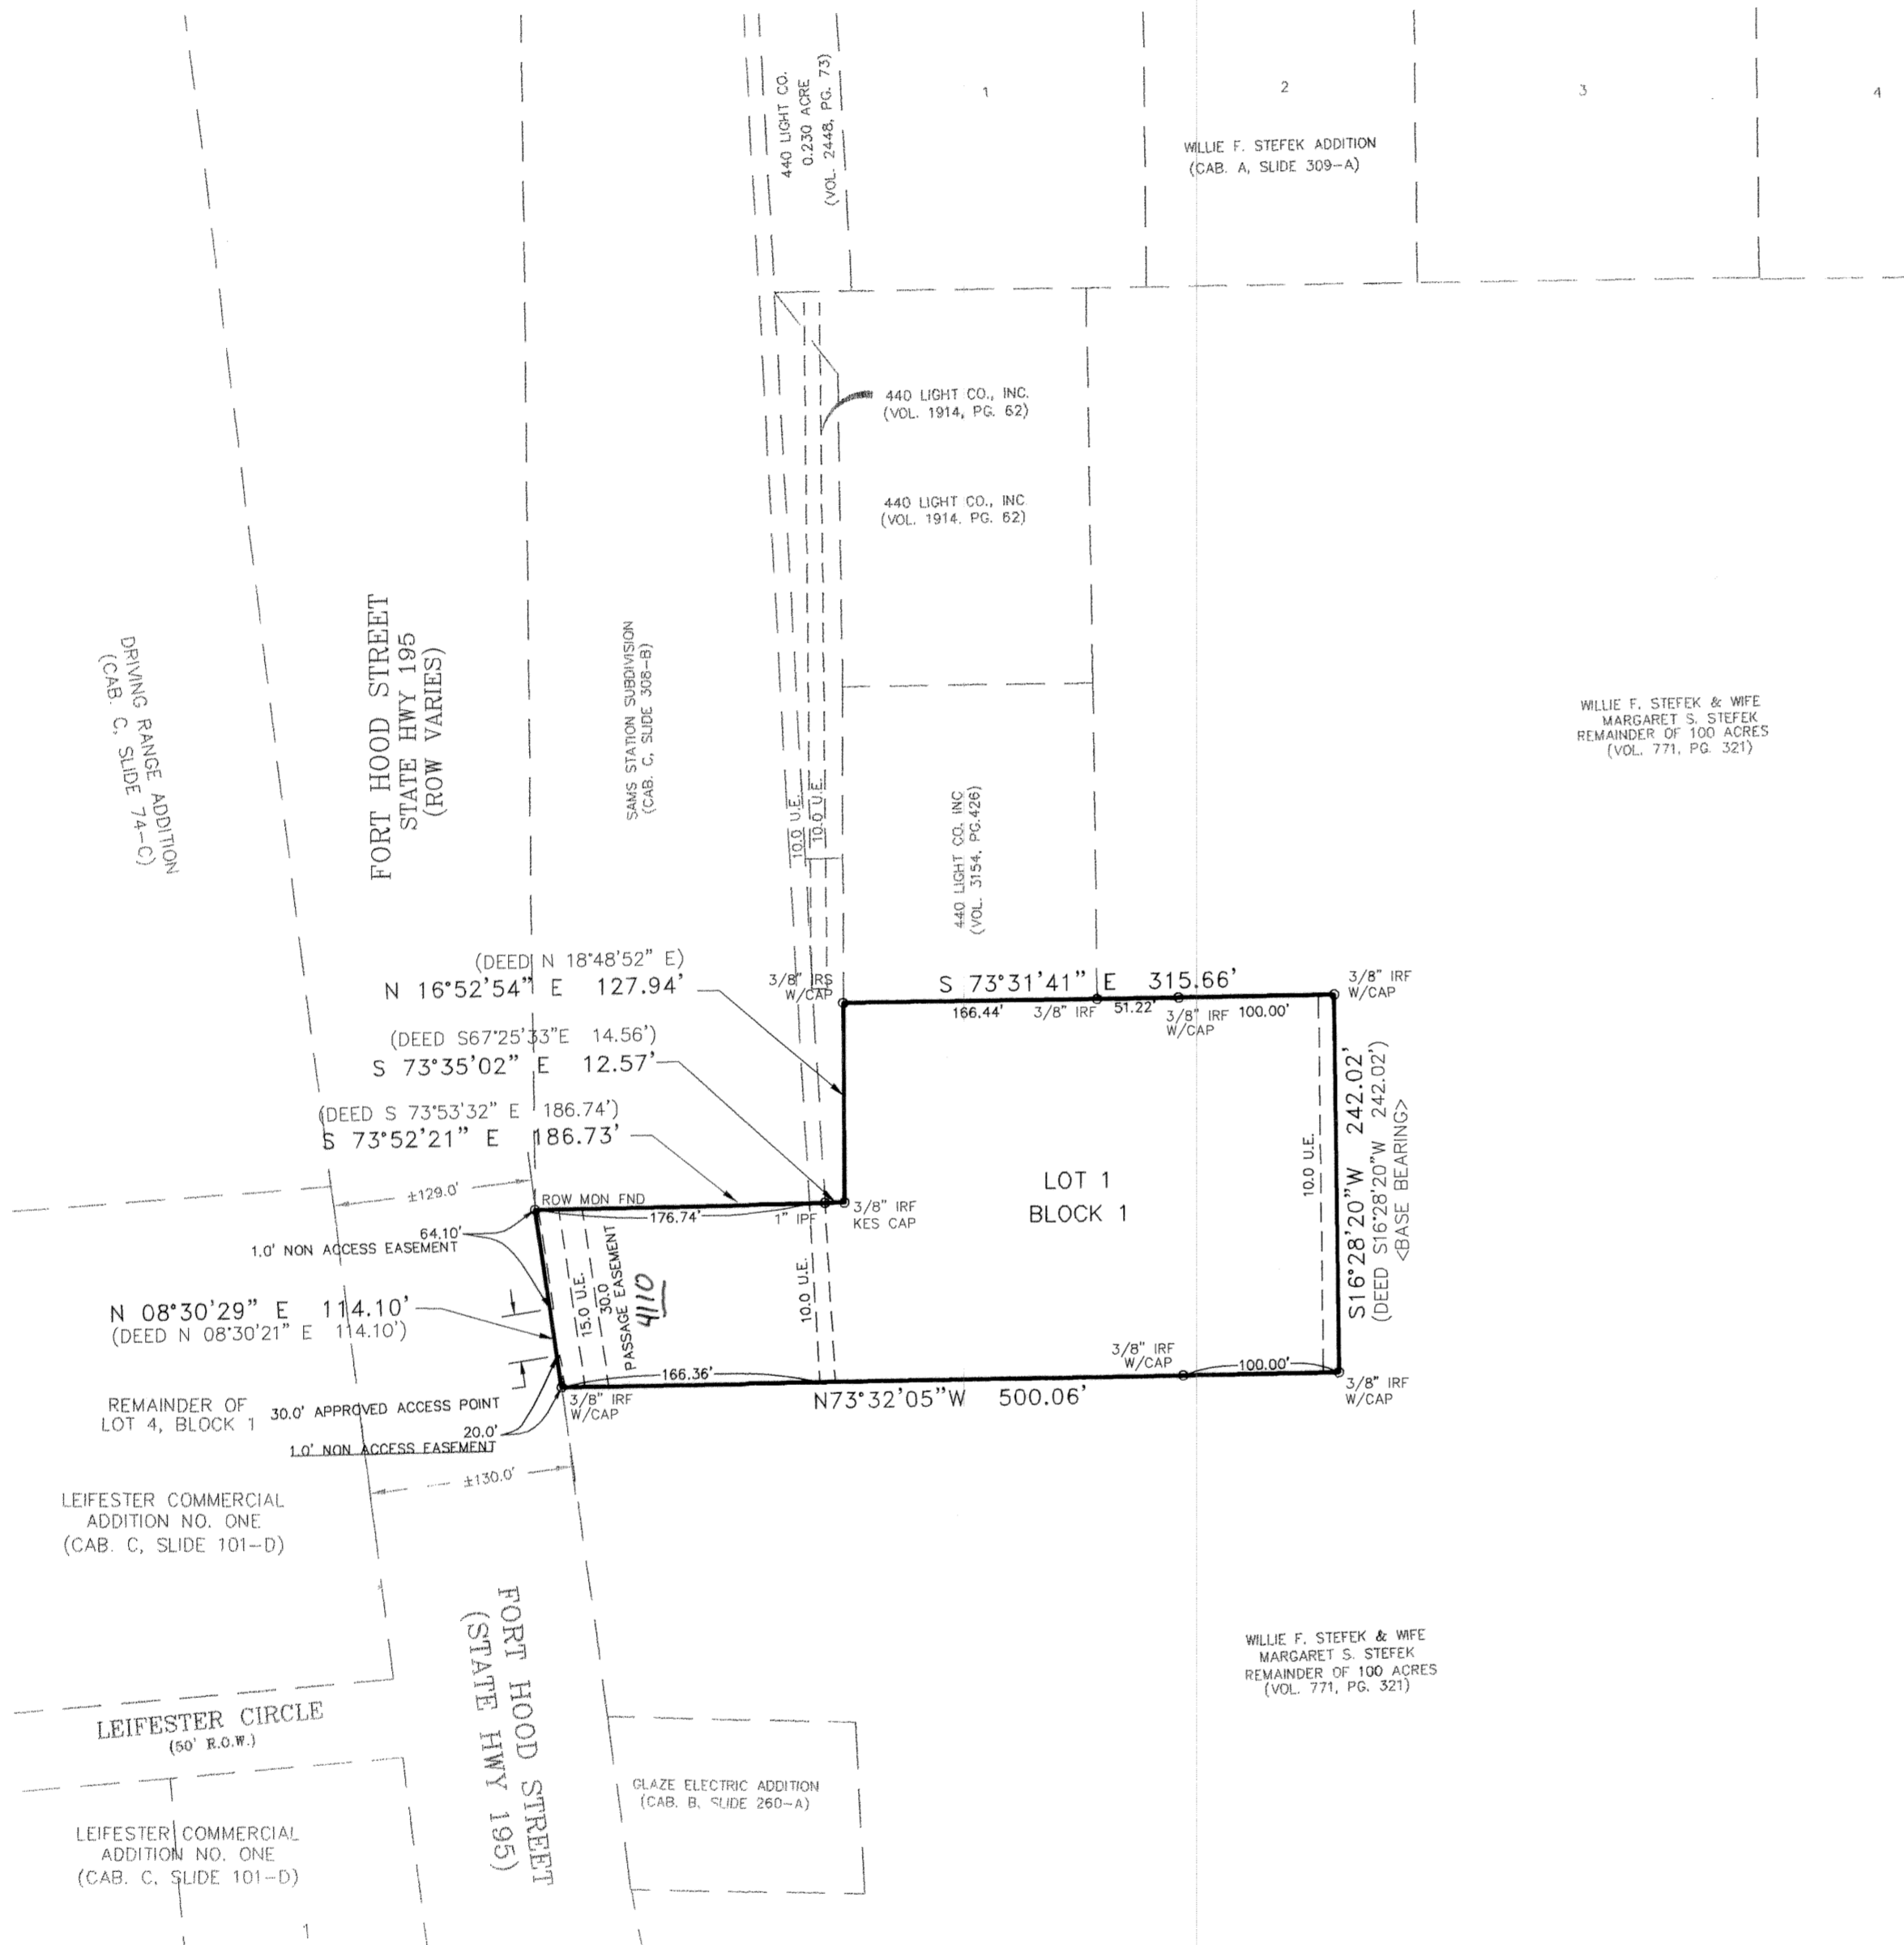 1
2
3
4
440 LIGHT CO.
0.230 ACRE
(VOL. 2448, PG. 73)
WILLIE F. STEFEK ADDITION
(CAB. A, SLIDE 309-A)
440 LIGHT CO., INC.
(VOL. 1914, PG. 62)
440 LIGHT CO., INC
(VOL. 1914. PG. 62)
DRIVING RANGE ADDITION
(CAB. C, SLIDE 74-C)
FORT HOOD STREET
STATE HWY 195
(ROW VARIES)
SAMS STATION SUBDIVISION
(CAB. C, SLIDE 308-B)
10.0 U.E.
10.0 U.E.
440 LIGHT CO, INC
(VOL. 3154, PG.426)
WILLIE F. STEFEK & WIFE
MARGARET S. STEFEK
REMAINDER OF 100 ACRES
(VOL. 771, PG. 321)
(DEED N 18°48'52" E)
N 16°52'54" E 127.94'
3/8" IRS
W/CAP
S 73°31'41" E 315.66'
166.44'
3/8" IRF
51.22'
3/8" IRF
W/CAP
100.00'
3/8" IRF
W/CAP
(DEED S67°25'33"E 14.56')
S 73°35'02" E 12.57'
(DEED S 73°53'32" E 186.74')
S 73°52'21" E 186.73'
±129.0'
ROW MON FND
176.74'
1" IPF
3/8" IRF
KES CAP
LOT 1
BLOCK 1
10.0 U.E.
S16°28'20"W 242.02'
(DEED S16°28'20"W 242.02')
<BASE BEARING>
64.10'
1.0' NON ACCESS EASEMENT
N 08°30'29" E 114.10'
(DEED N 08°30'21" E 114.10')
15.0 U.E.
30.0
PASSAGE EASEMENT
4110
10.0 U.E.
166.36'
3/8" IRF
W/CAP
100.00'
3/8" IRF
W/CAP
N73°32'05"W 500.06'
3/8" IRF
W/CAP
REMAINDER OF
LOT 4, BLOCK 1
30.0' APPROVED ACCESS POINT
20.0'
1.0' NON ACCESS EASEMENT
±130.0'
LEIFESTER COMMERCIAL
ADDITION NO. ONE
(CAB. C, SLIDE 101-D)
FORT HOOD STREET
(STATE HWY 195)
WILLIE F. STEFEK & WIFE
MARGARET S. STEFEK
REMAINDER OF 100 ACRES
(VOL. 771, PG. 321)
LEIFESTER CIRCLE
(50' R.O.W.)
GLAZE ELECTRIC ADDITION
(CAB. B, SLIDE 260-A)
LEIFESTER COMMERCIAL
ADDITION NO. ONE
(CAB. C, SLIDE 101-D)
1